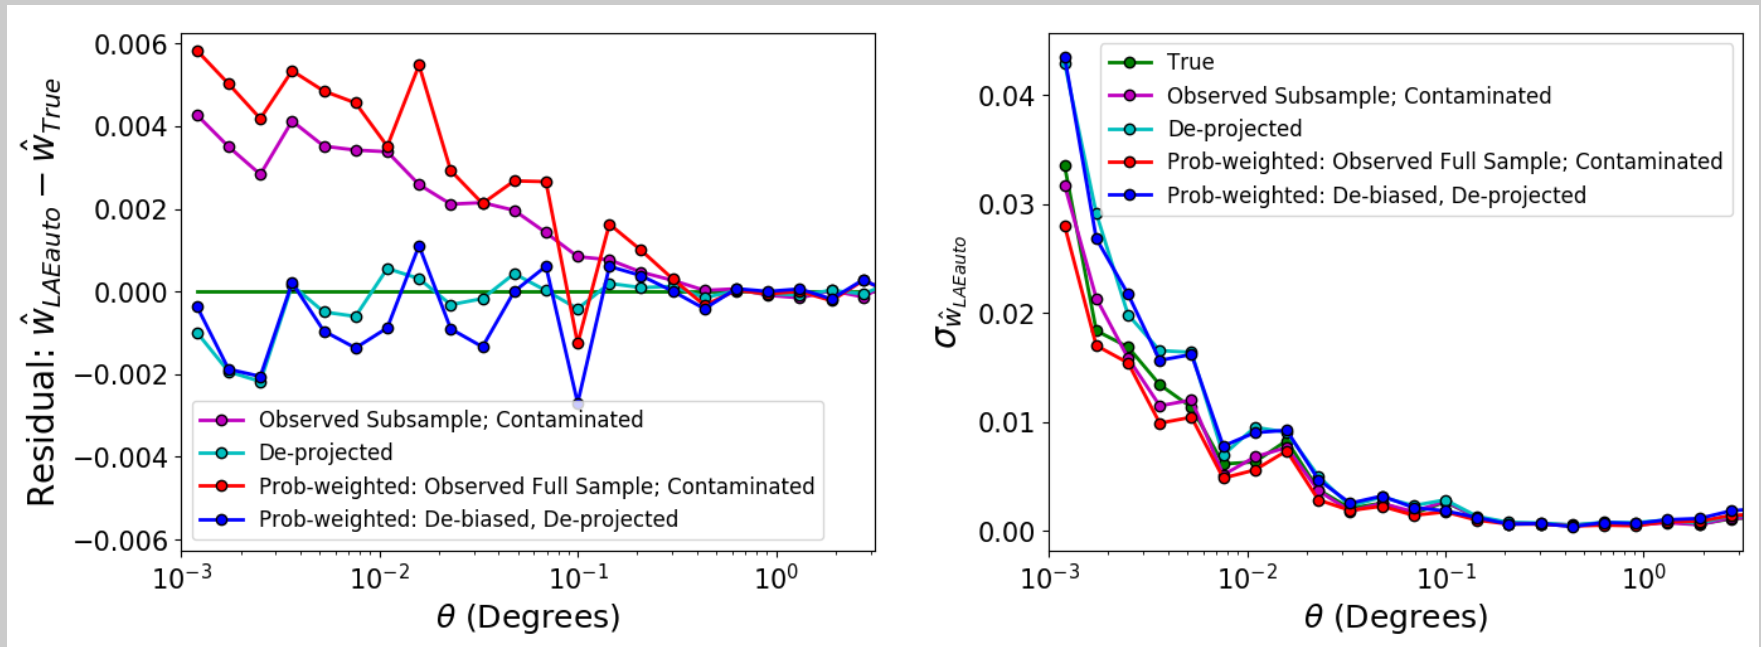 Residual: ŵ_LAEauto − ŵ_True
0.006
0.004
0.002
0.000
−0.002
−0.004
−0.006
Observed Subsample; Contaminated
De-projected
Prob-weighted: Observed Full Sample; Contaminated
Prob-weighted: De-biased, De-projected
10⁻³ 10⁻² 10⁻¹ 10⁰
θ (Degrees)
σ_ŵ_LAEauto
0.04
0.03
0.02
0.01
0.00
True
Observed Subsample; Contaminated
De-projected
Prob-weighted: Observed Full Sample; Contaminated
Prob-weighted: De-biased, De-projected
10⁻³ 10⁻² 10⁻¹ 10⁰
θ (Degrees)